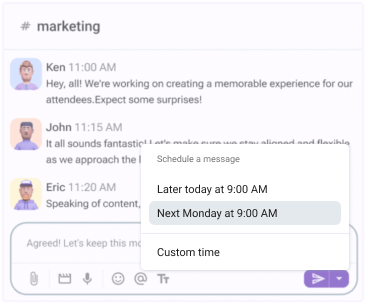 # marketing
Ken 11:00 AM
Hey, all! We're working on creating a memorable experience for our
attendees.Expect some surprises!
John 11:15 AM
It all sounds fantastic! Let's make sure we stay aligned and flexible
as we approach the
Schedule a message
Later today at 9:00 AM
Eric 11:20 AM
Speaking of content,
Next Monday at 9:00 AM
Agreed! Let's keep this mo
Custom time